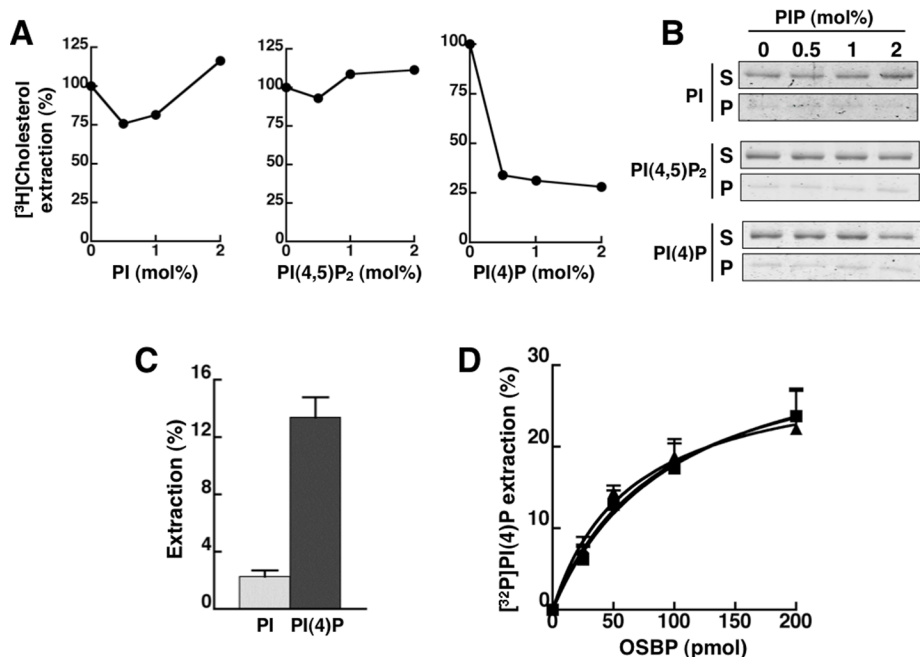 A
[³H]Cholesterol
extraction (%)
125
100
75
50
25
0
0 1 2
PI (mol%)
125
100
75
50
25
0
0 1 2
PI(4,5)P₂ (mol%)
100
75
50
25
0
0 1 2
PI(4)P (mol%)
B
PIP (mol%)
0 0.5 1 2
PI
S
P
PI(4,5)P₂
S
P
PI(4)P
S
P
C
Extraction (%)
16
12
8
4
0
PI PI(4)P
D
[³²P]PI(4)P extraction (%)
30
20
10
0
0 50 100 150 200
OSBP (pmol)